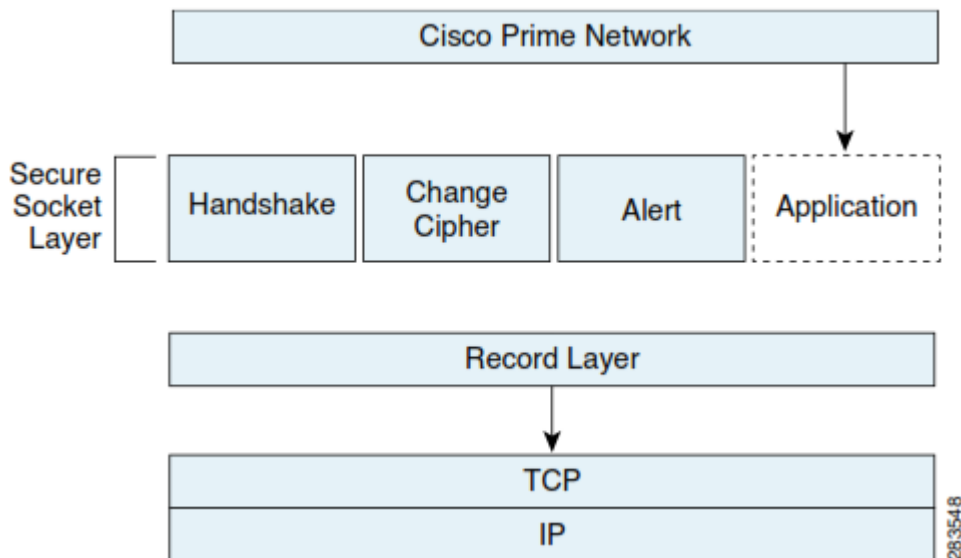 Cisco Prime Network
Secure
Socket
Layer
Handshake
Change
Cipher
Alert
Application
Record Layer
TCP
IP
283548